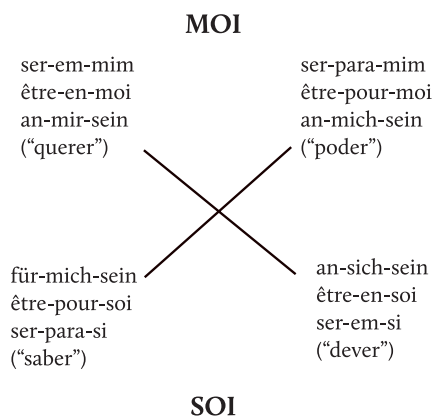 MOI
ser-em-mim
être-en-moi
an-mir-sein
(“querer”)
ser-para-mim
être-pour-moi
an-mich-sein
(“poder”)
für-mich-sein
être-pour-soi
ser-para-si
(“saber”)
an-sich-sein
être-en-soi
ser-em-si
(“dever”)
SOI